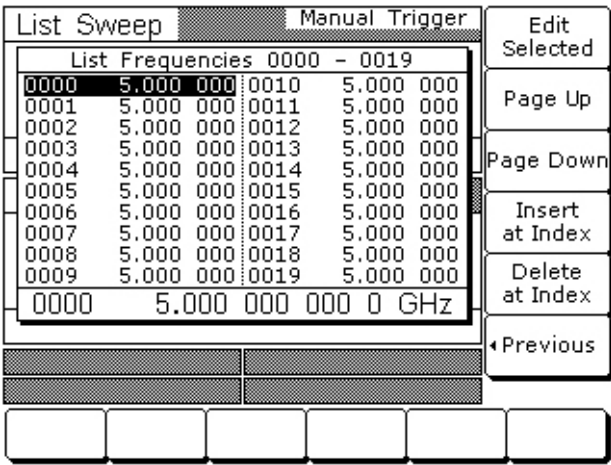 List Sweep Manual Trigger
List Frequencies 0000 - 0019
0000 5.000 000 0010 5.000 000
0001 5.000 000 0011 5.000 000
0002 5.000 000 0012 5.000 000
0003 5.000 000 0013 5.000 000
0004 5.000 000 0014 5.000 000
0005 5.000 000 0015 5.000 000
0006 5.000 000 0016 5.000 000
0007 5.000 000 0017 5.000 000
0008 5.000 000 0018 5.000 000
0009 5.000 000 0019 5.000 000
0000 5.000 000 000 0 GHz
Edit
Selected
Page Up
Page Down
Insert
at Index
Delete
at Index
Previous